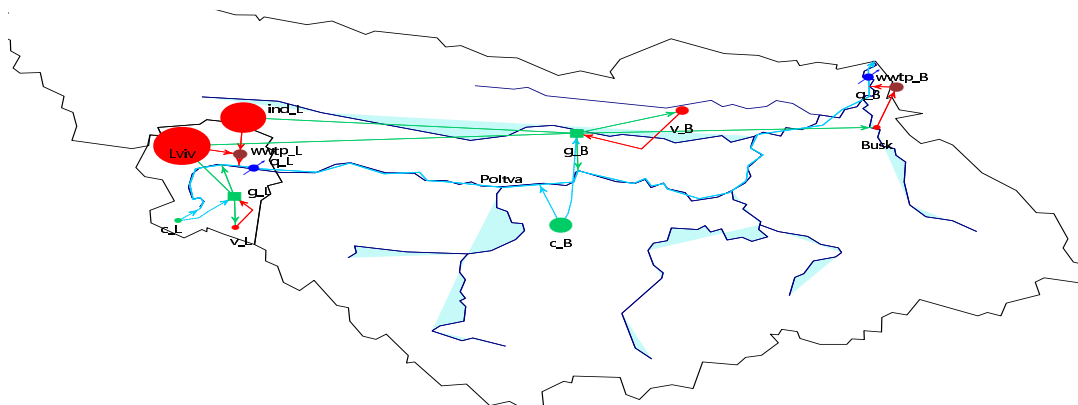 wwtp_B
q_B
ind_L
v_B
Busk
Lviv
wwtp_L
g_B
q_L
Poltva
g_L
c_L
v_L
c_B